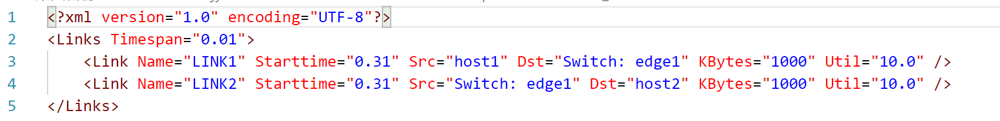 1 <?xml version="1.0" encoding="UTF-8"?>
2 <Links Timespan="0.01">
3 <Link Name="LINK1" Starttime="0.31" Src="host1" Dst="Switch: edge1" KBytes="1000" Util="10.0" />
4 <Link Name="LINK2" Starttime="0.31" Src="Switch: edge1" Dst="host2" KBytes="1000" Util="10.0" />
5 </Links>